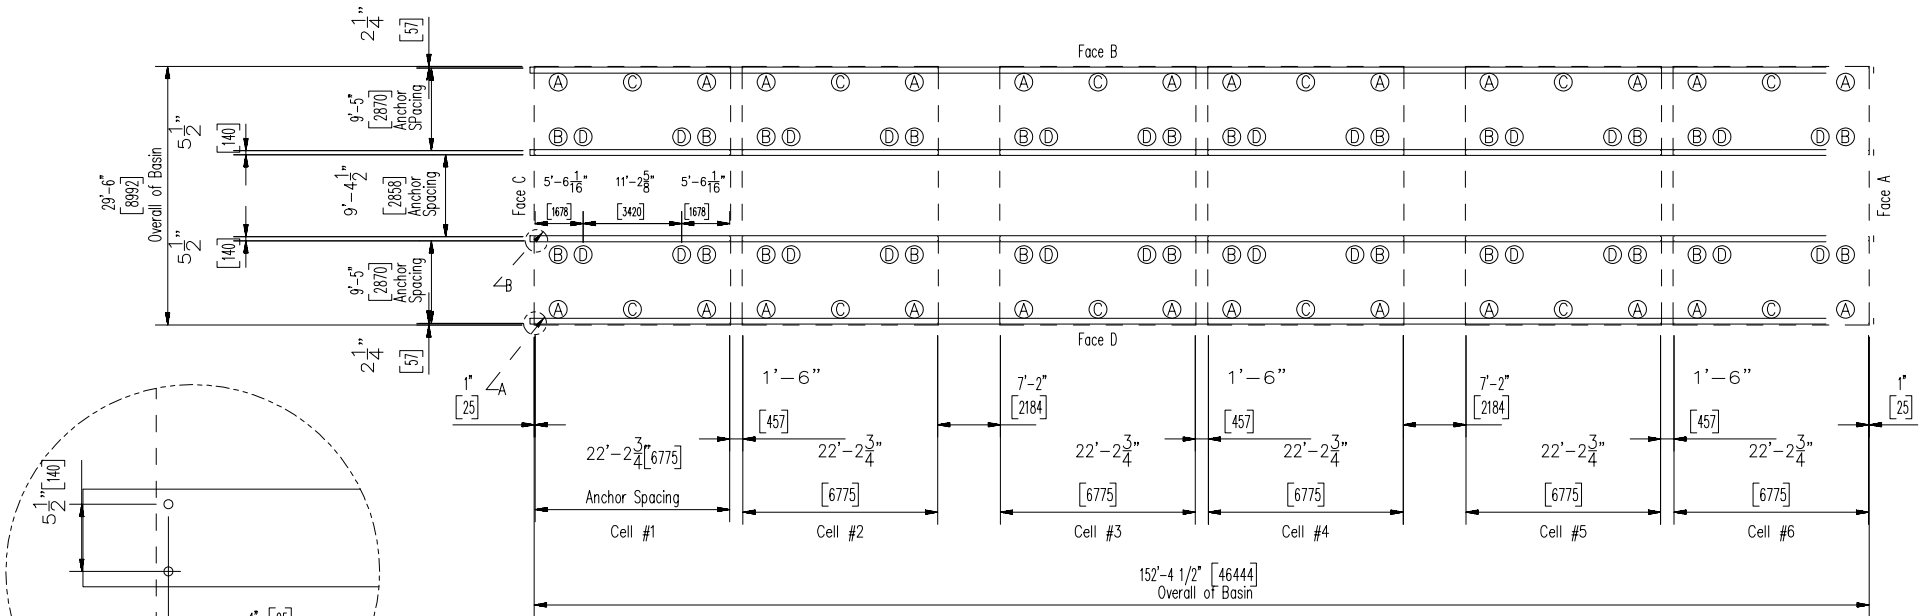 2 1/4" [57]
Face B
A C A A C A A C A A C A A C A A C A
9'-5" [2870] Anchor SPacing
5 1/2" [140]
B D D B B D D B B D D B B D D B B D D B B D D B
29'-6" [8992] Overall of Basin
9'-4 1/2" [2858] Anchor Spacing
Face C
5'-6 1/16" 11'-2 5/8" 5'-6 1/16"
[1678] [3420] [1678]
Face A
5 1/2" [140]
B D D B B D D B B D D B B D D B B D D B B D D B
9'-5" [2870] Anchor Spacing
∠B
A C A A C A A C A A C A A C A A C A
Face D
2 1/4" [57]
∠A
1" 1'-6" 7'-2" 1'-6" 7'-2" 1'-6" 1"
[25] [457] [2184] [457] [2184] [457] [25]
22'-2 3/4" [6775] 22'-2 3/4" 22'-2 3/4" 22'-2 3/4" 22'-2 3/4" 22'-2 3/4"
Anchor Spacing [6775] [6775] [6775] [6775] [6775]
Cell #1 Cell #2 Cell #3 Cell #4 Cell #5 Cell #6
5 1/2" [140]
152'-4 1/2" [46444]
Overall of Basin